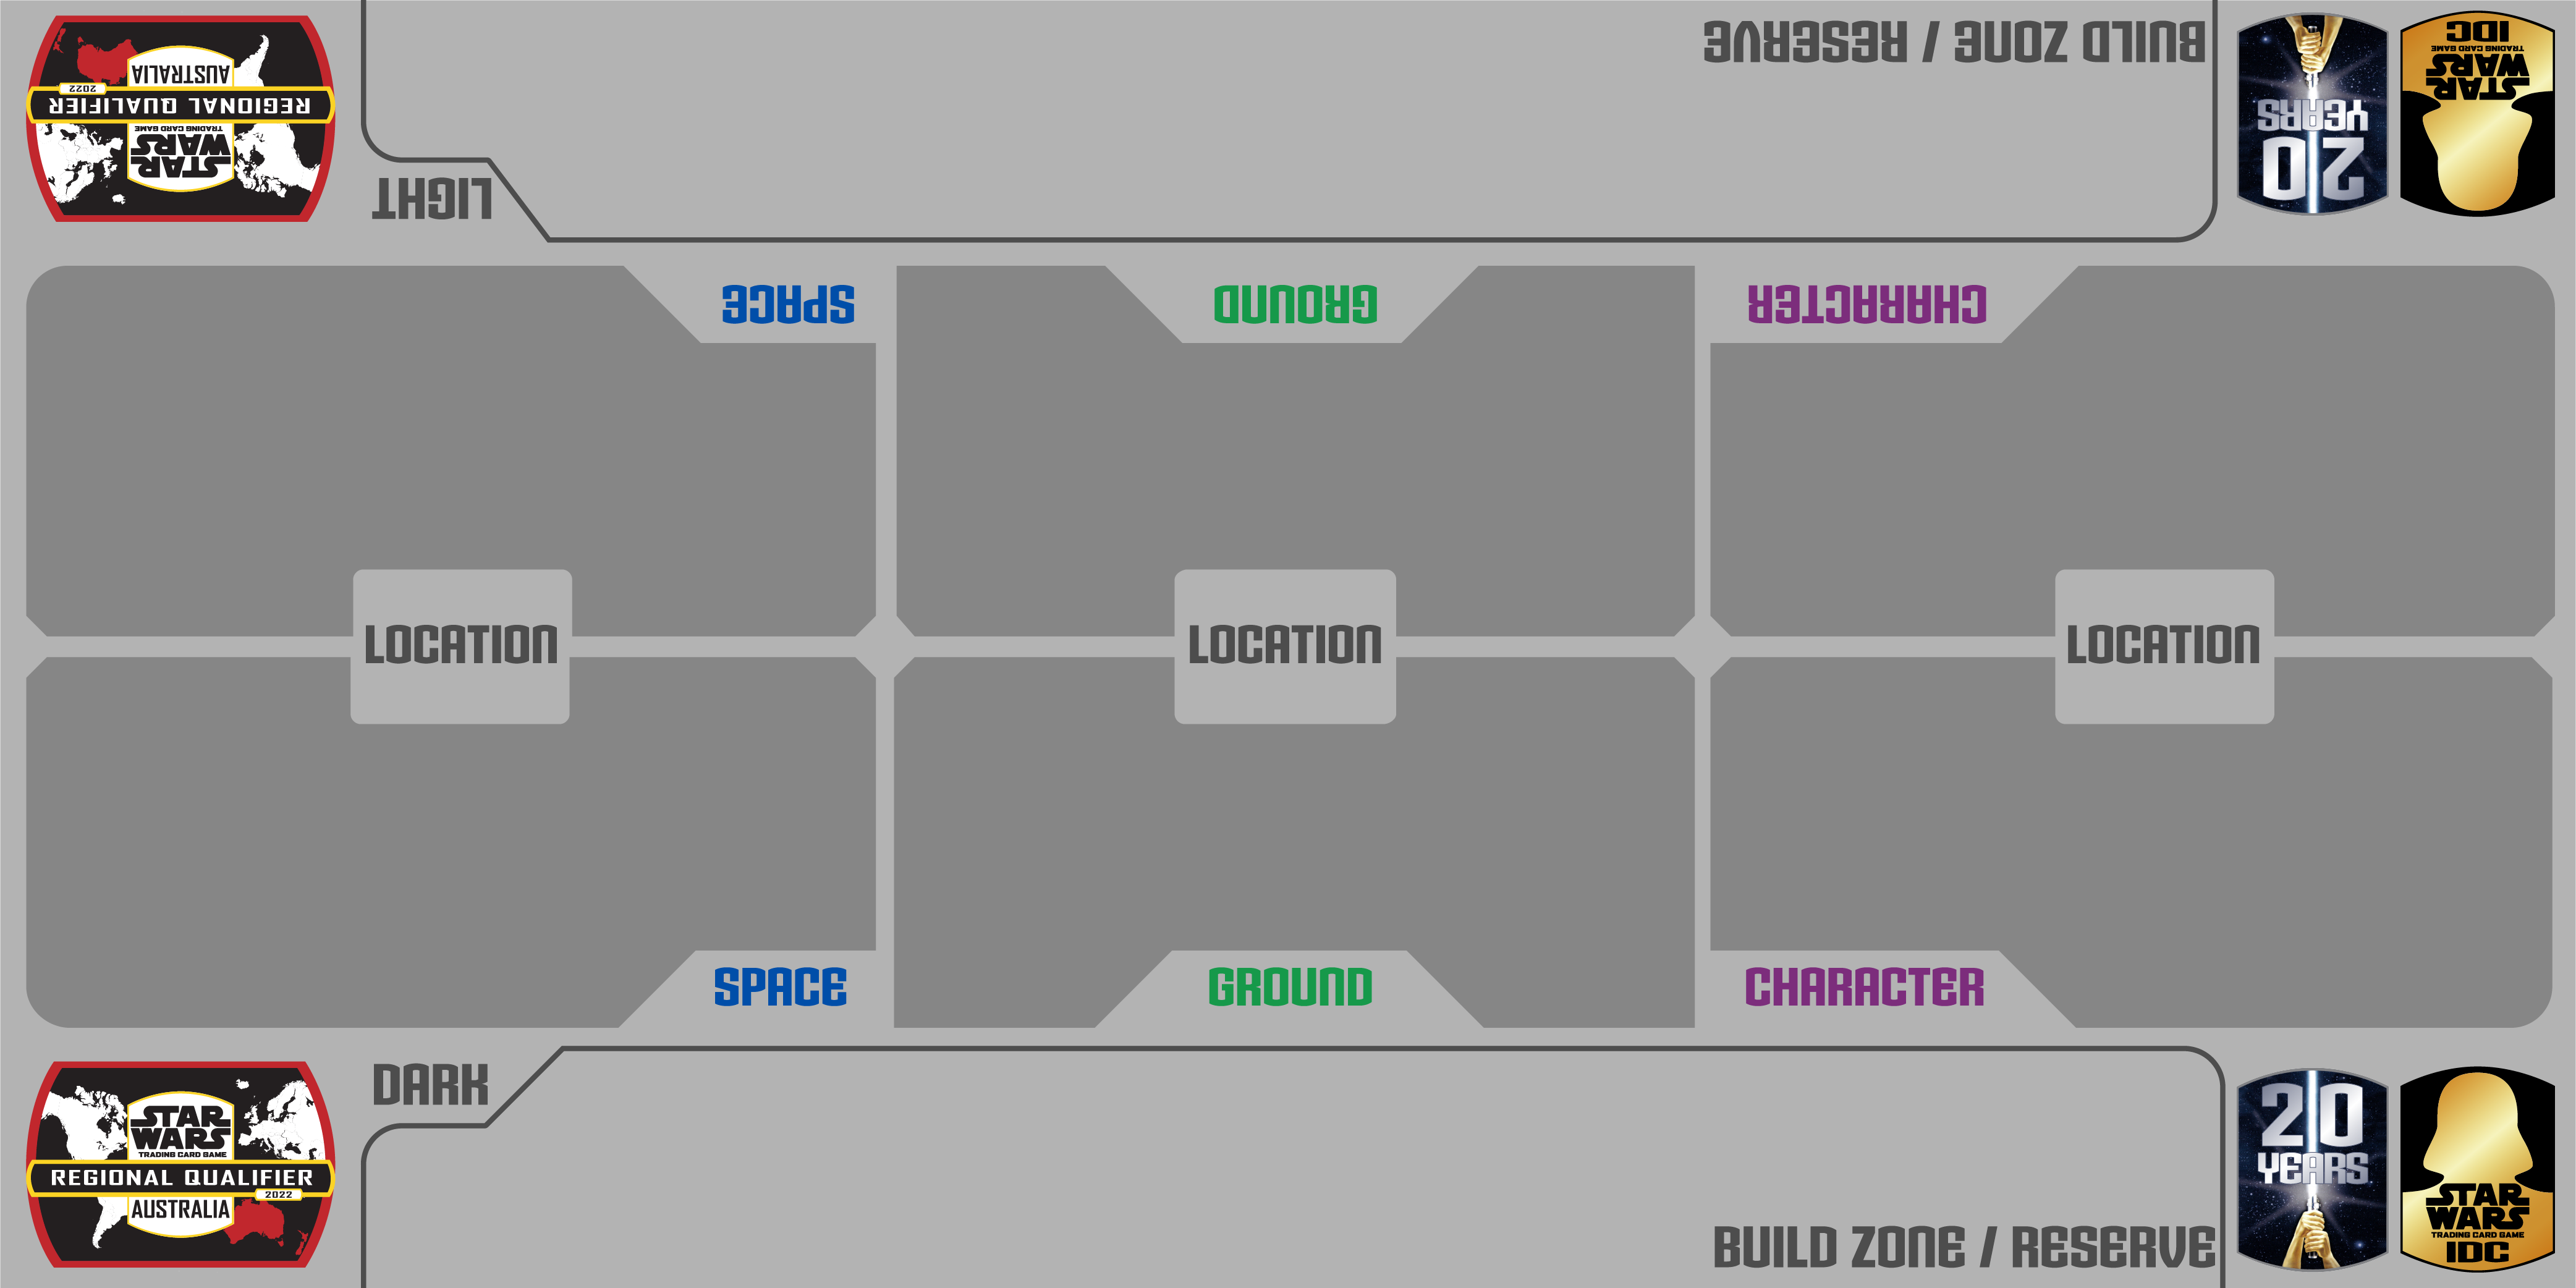 BUILD ZONE / RESERVE
LIGHT
STAR
WARS
TRADING CARD GAME
REGIONAL QUALIFIER
2022
AUSTRALIA
20
YEARS
STAR
WARS
TRADING CARD GAME
IDC
SPACE
GROUND
CHARACTER
LOCATION
LOCATION
LOCATION
SPACE
GROUND
CHARACTER
DARK
STAR
WARS
TRADING CARD GAME
REGIONAL QUALIFIER
2022
AUSTRALIA
20
YEARS
STAR
WARS
TRADING CARD GAME
IDC
BUILD ZONE / RESERVE